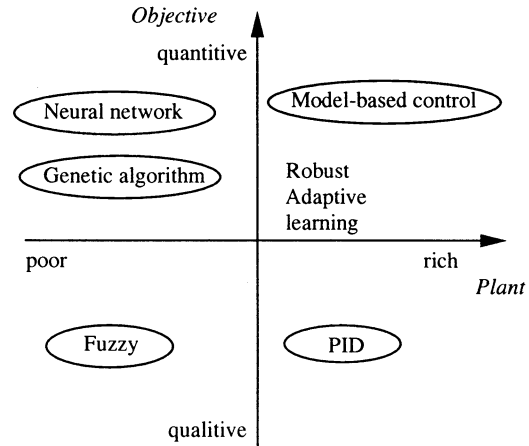 Objective
quantitive
Neural network
Model-based control
Genetic algorithm
Robust
Adaptive
learning
poor
rich
Plant
Fuzzy
PID
qualitive